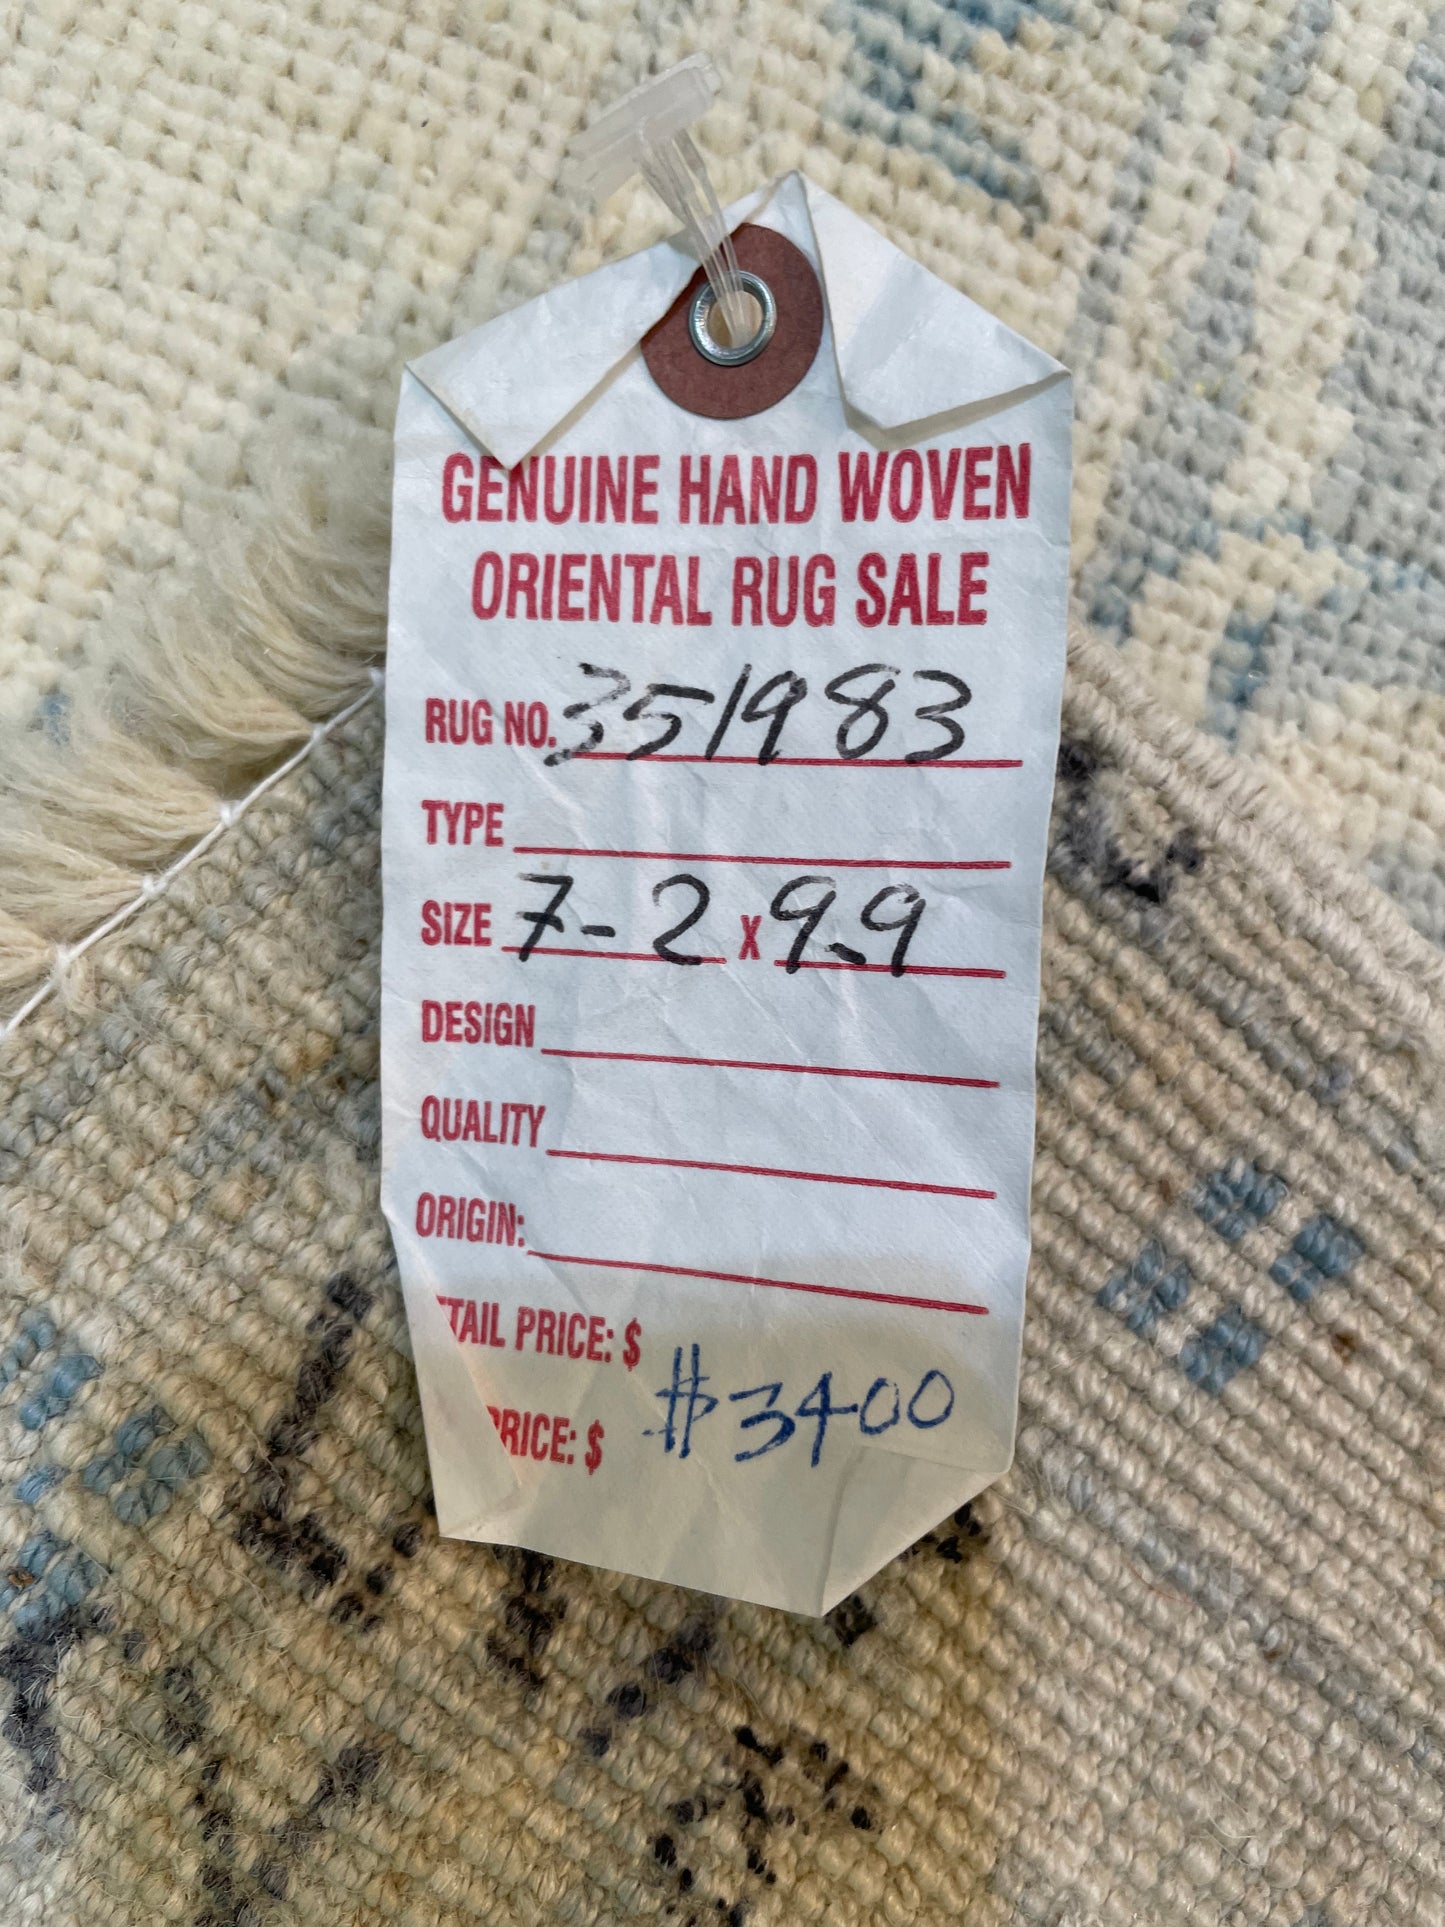 GENUINE HAND WOVEN
ORIENTAL RUG SALE
RUG NO. 351983
TYPE
SIZE 7-2 x 9-9
DESIGN
QUALITY
ORIGIN:
TAIL PRICE: $
PRICE: $ $3400